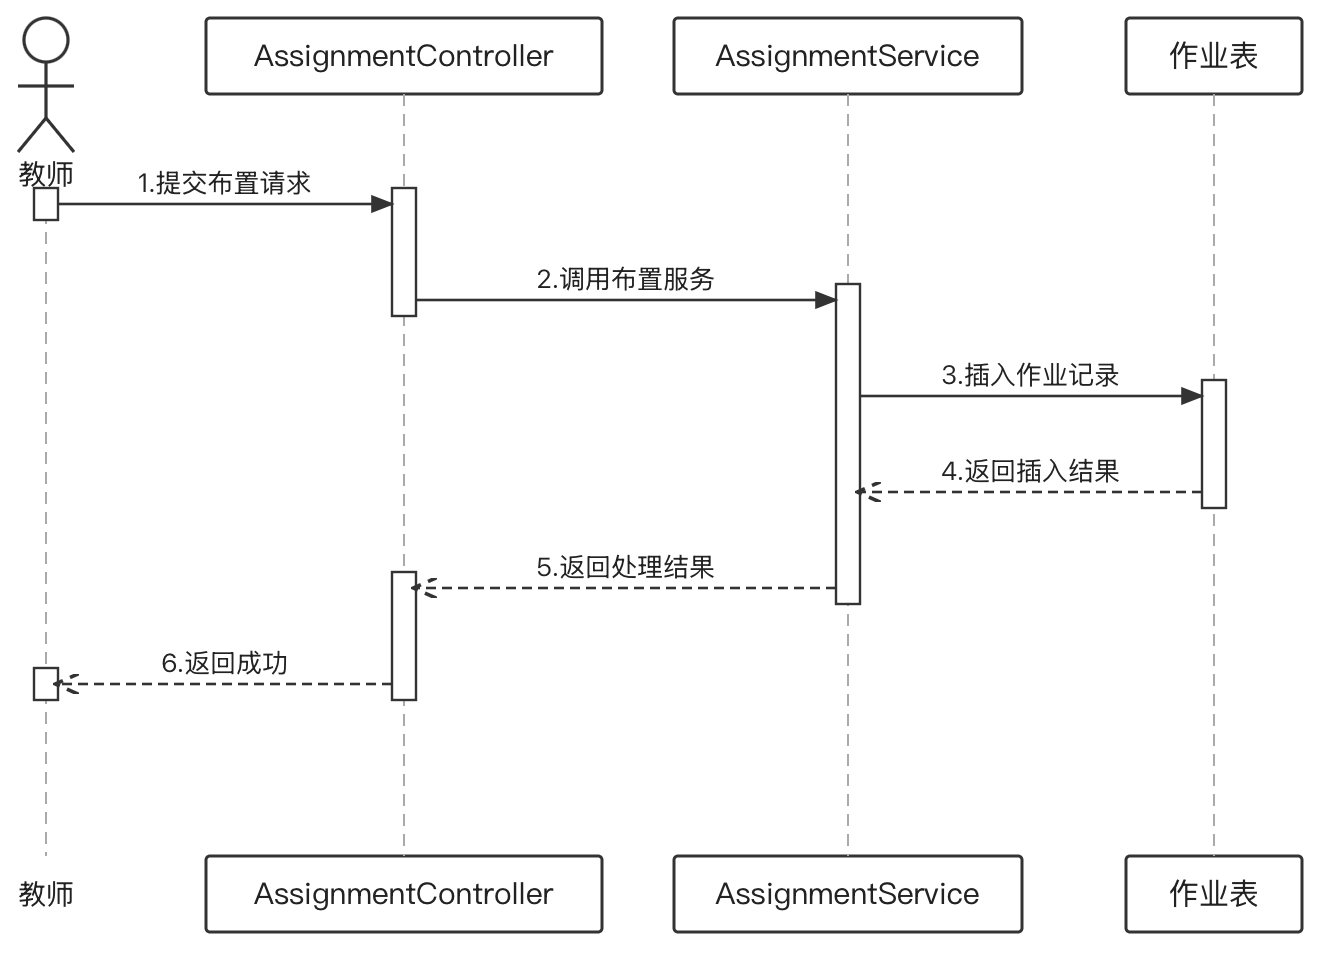 AssignmentController
AssignmentService
作业表
教师
1.提交布置请求
2.调用布置服务
3.插入作业记录
4.返回插入结果
5.返回处理结果
6.返回成功
教师
AssignmentController
AssignmentService
作业表